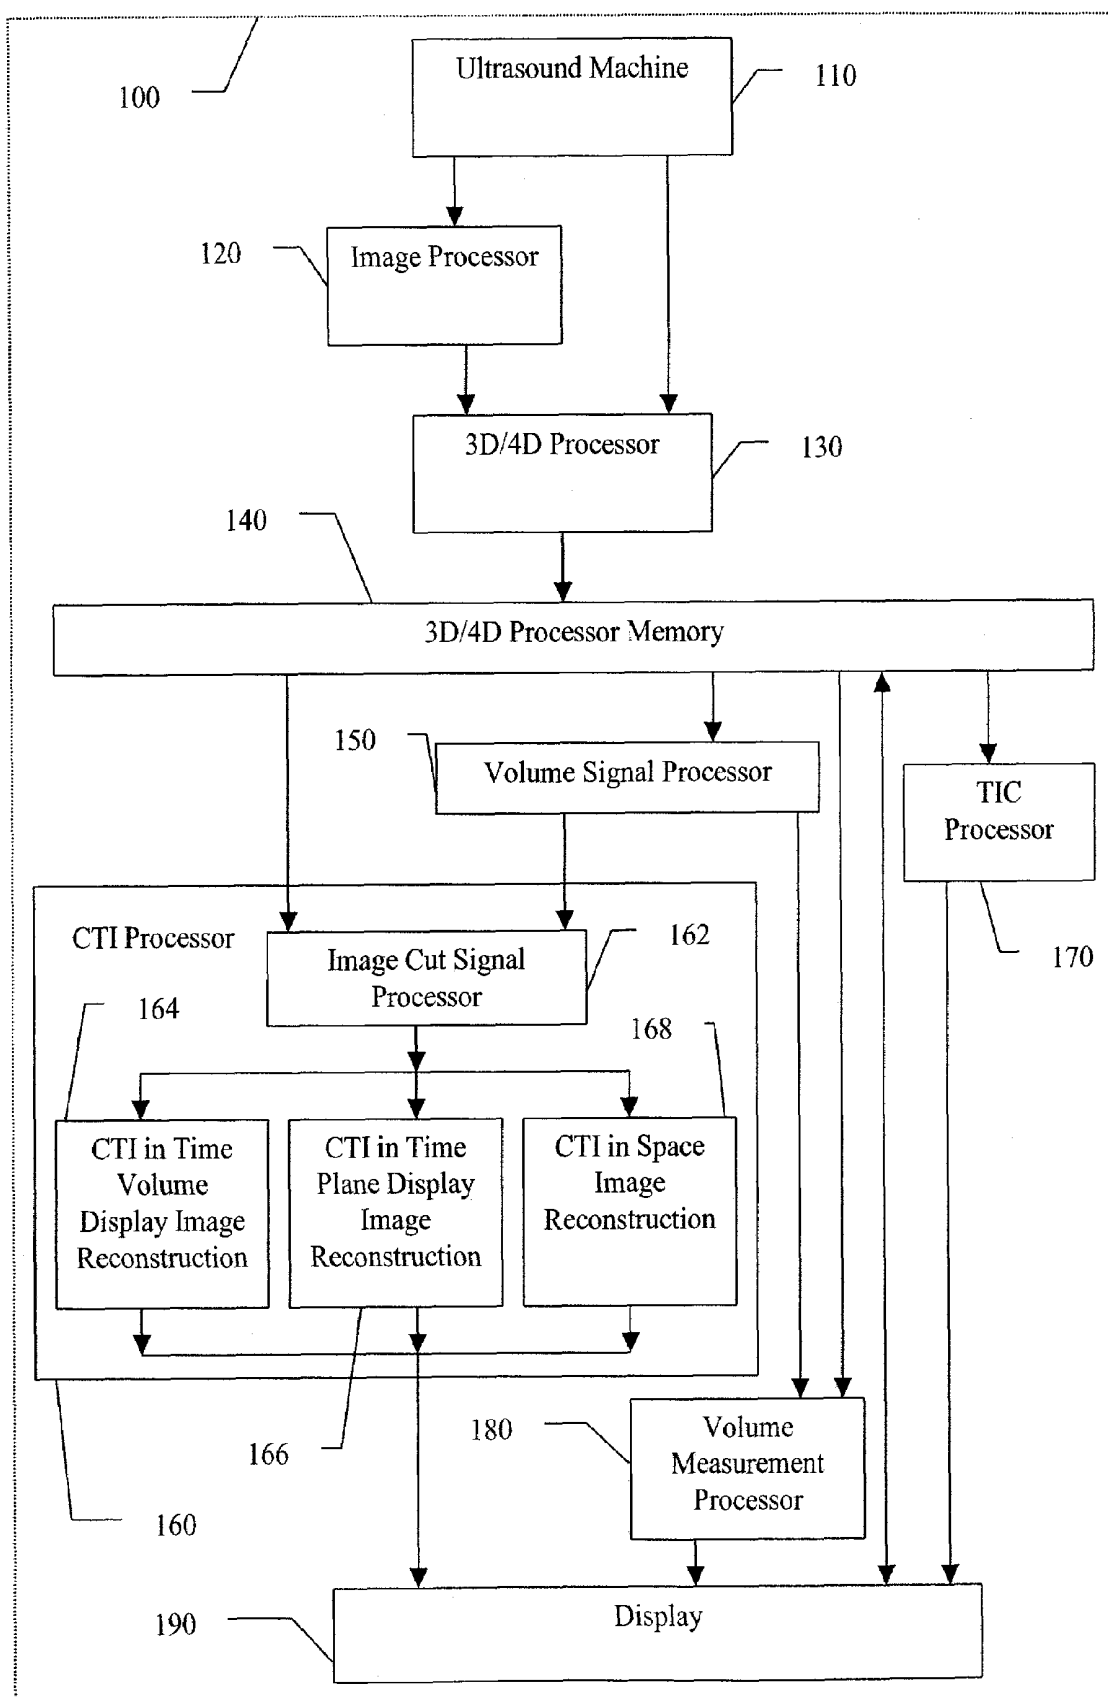 100
Ultrasound Machine
110
120
Image Processor
3D/4D Processor
130
140
3D/4D Processor Memory
150
Volume Signal Processor
TIC
Processor
170
CTI Processor
162
Image Cut Signal
Processor
164
168
CTI in Time
Volume
Display Image
Reconstruction
CTI in Time
Plane Display
Image
Reconstruction
CTI in Space
Image
Reconstruction
166
160
180
Volume
Measurement
Processor
190
Display